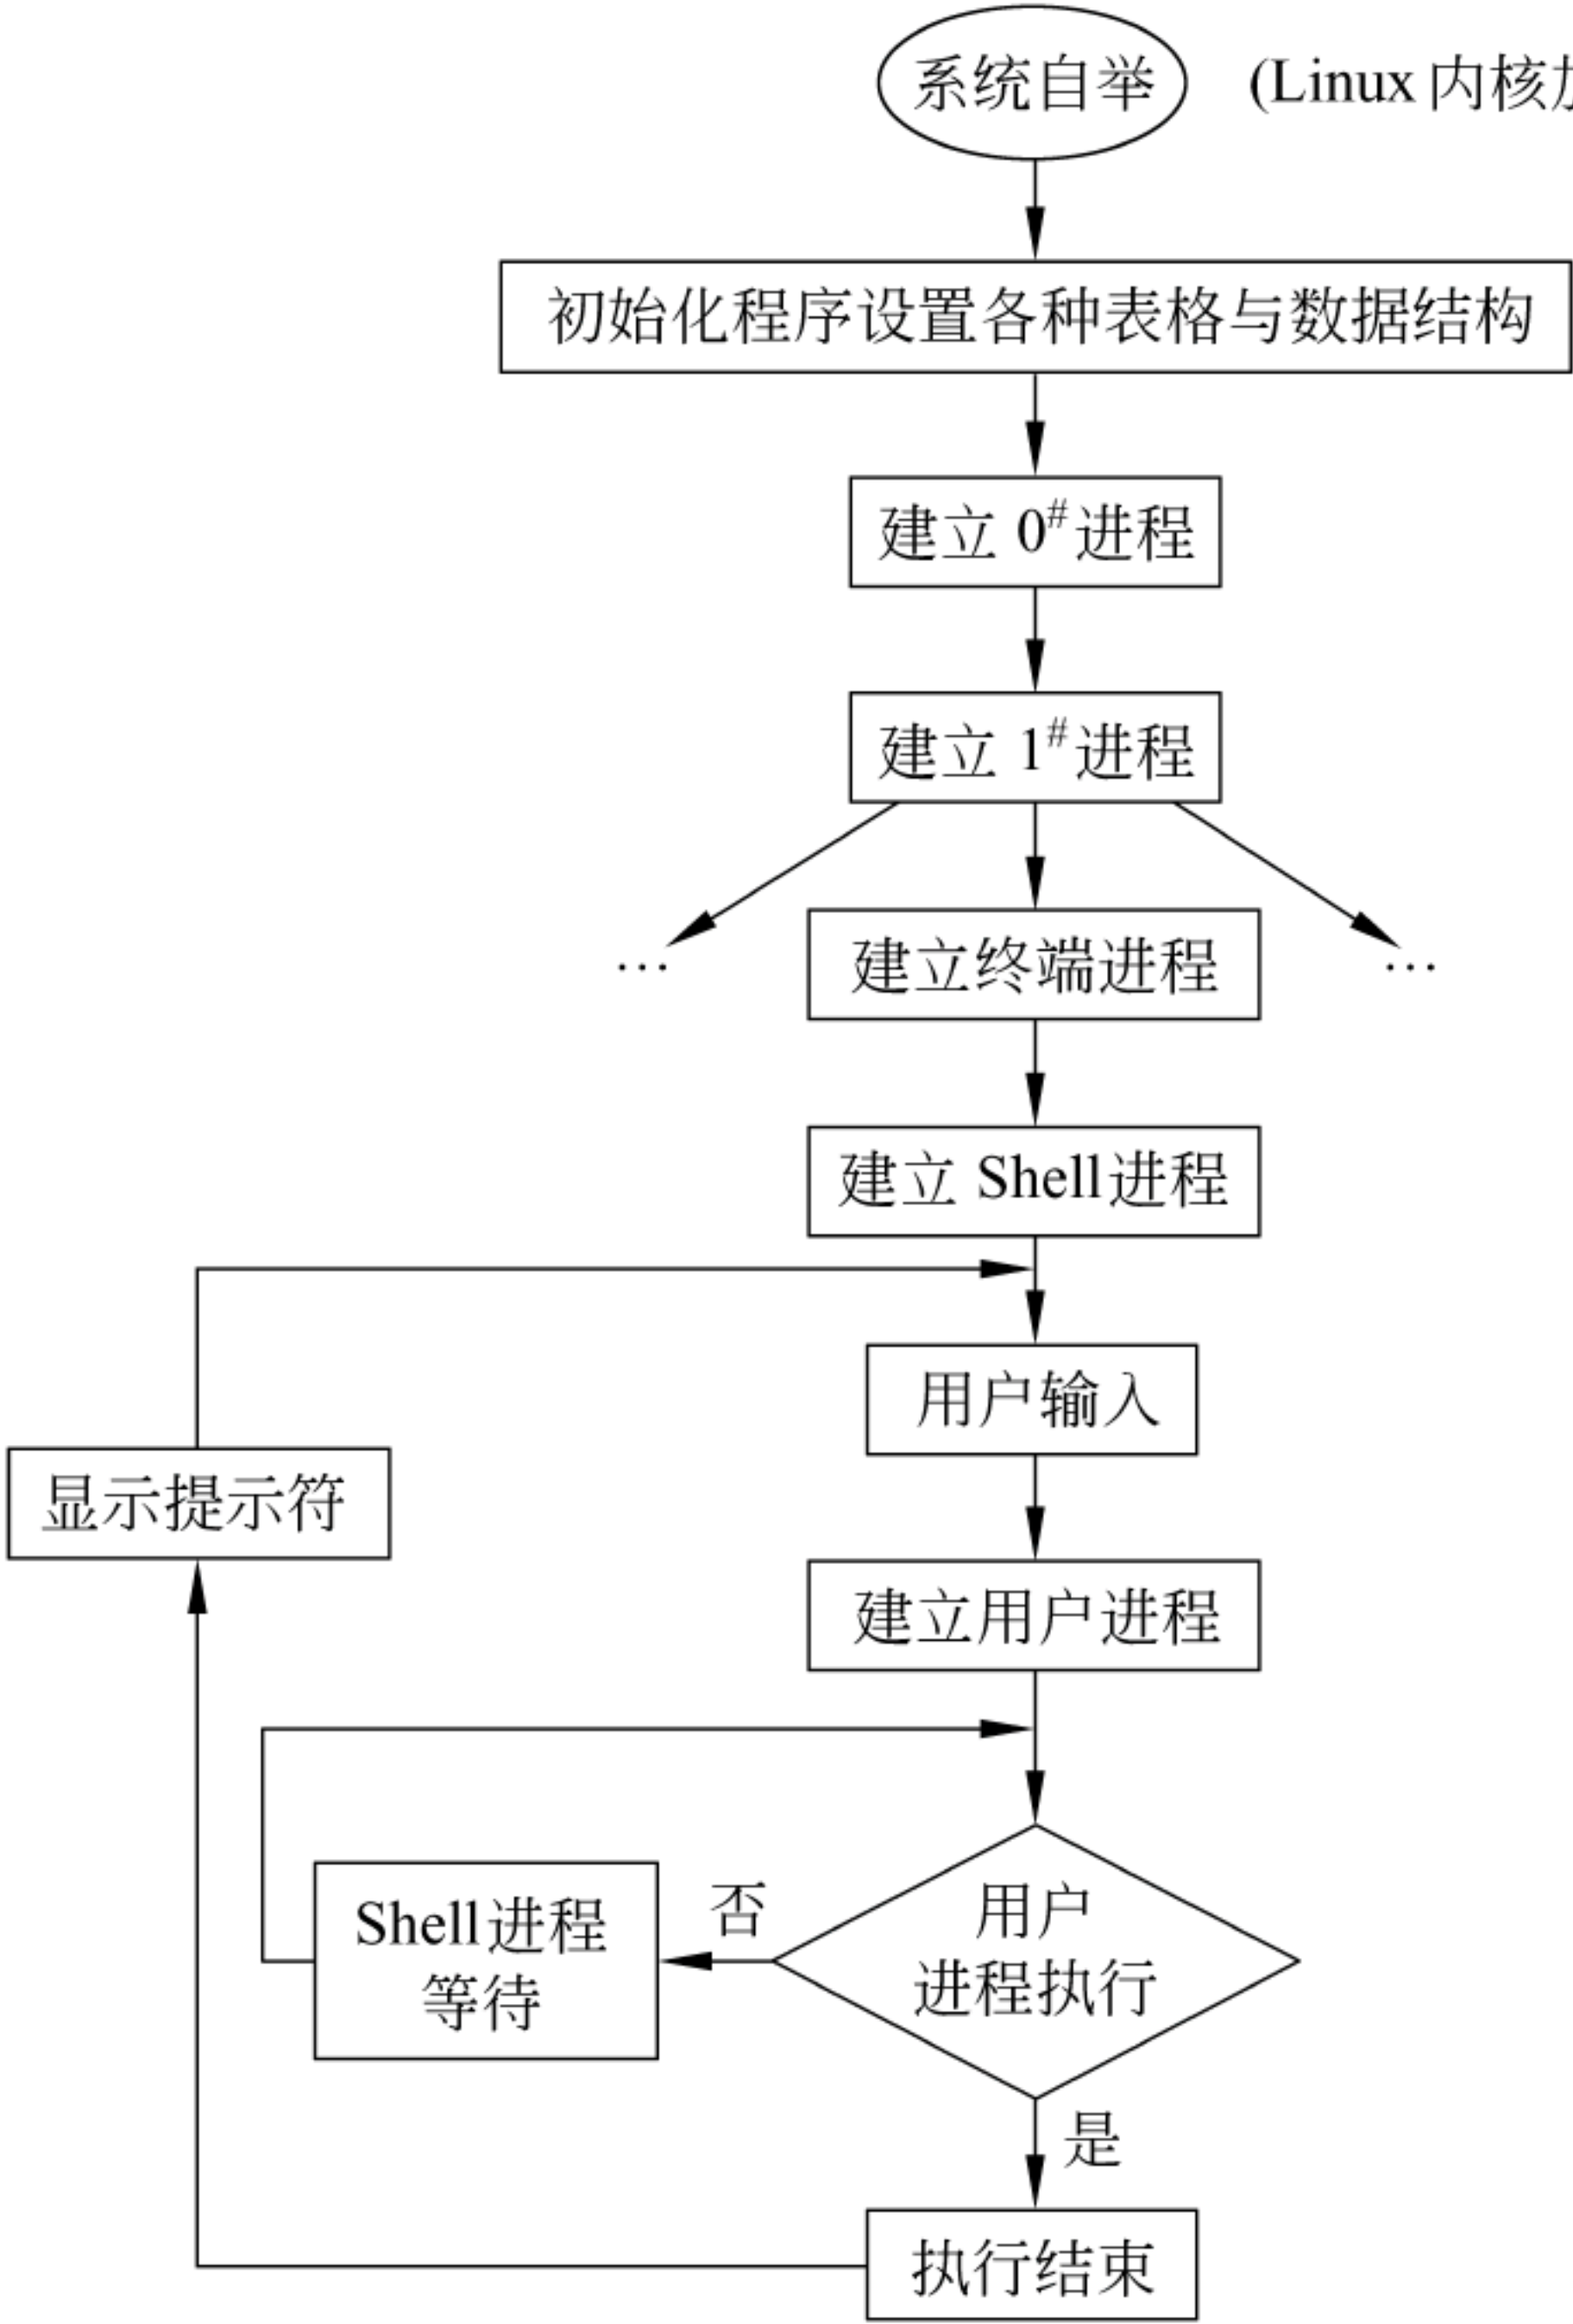 系统自举
(Linux 内核
初始化程序设置各种表格与数据结构
建立 0# 进程
建立 1# 进程
…
建立终端进程
…
建立 Shell 进程
用户输入
显示提示符
建立用户进程
Shell 进程
等待
否
用户
进程执行
是
执行结束